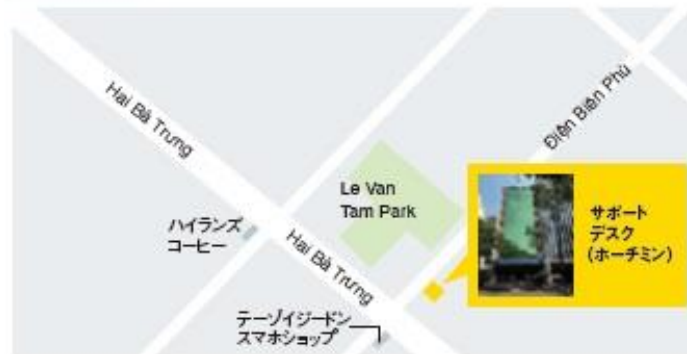 Hai Bà Trưng
Điện Biên Phủ
Le Van
Tam Park
サポート
デスク
(ホーチミン)
ハイランズ
コーヒー
Hai Bà Trưng
テーゾイジードン
スマホショップ